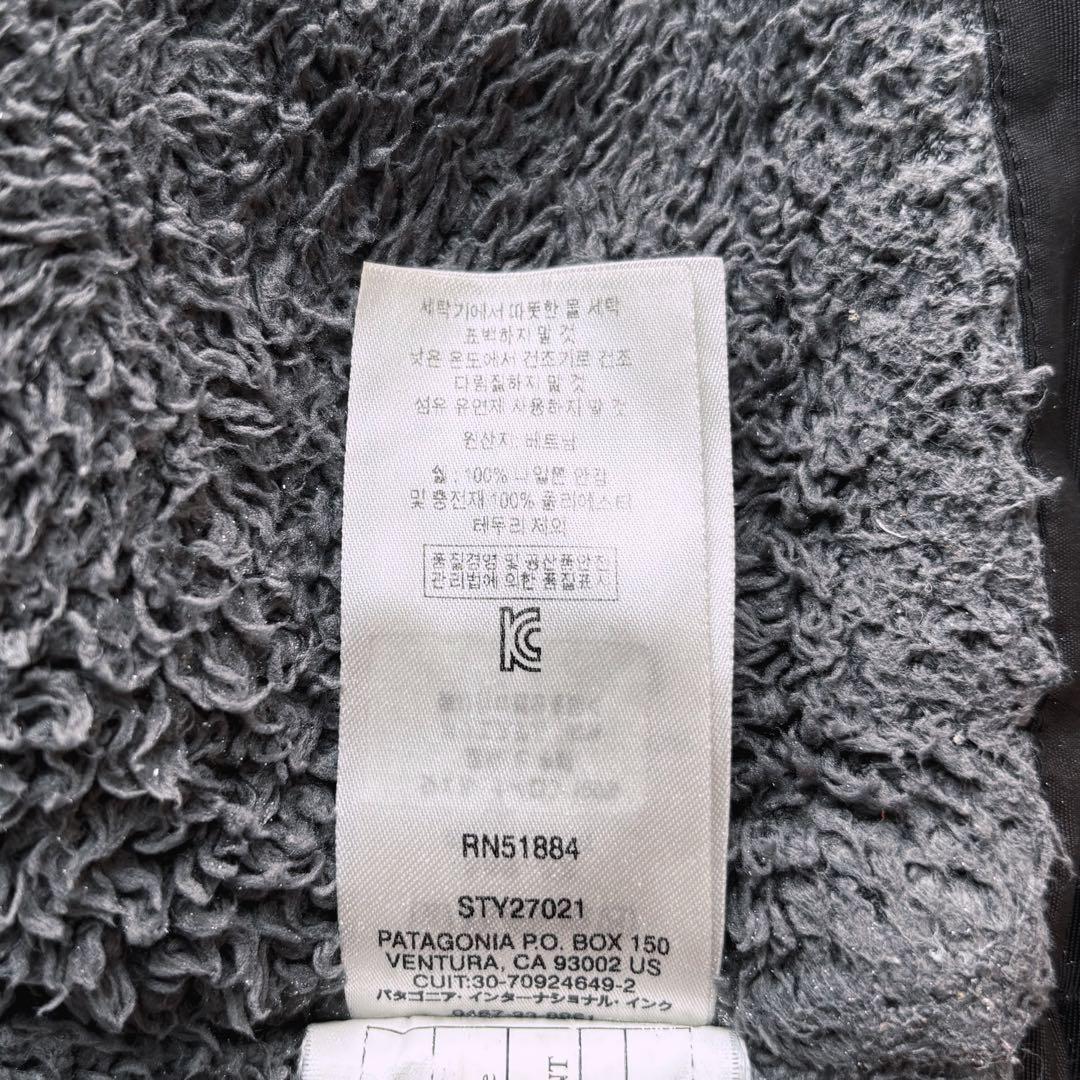 세탁기에서 따뜻한 물 세탁
표백하지 말 것
낮은 온도에서 건조기로 건조
다림질하지 말 것
섬유 유연제 사용하지 말 것
원산지 베트남
쉘 : 100% 나일론 안감
및 충전재 100% 폴리에스터
테두리 제외
품질경영 및 공산품안전
관리법에 의한 품질표시
KC
RN51884
STY27021
PATAGONIA P.O. BOX 150
VENTURA, CA 93002 US
CUIT:30-70924649-2
パタゴニア・インターナショナル・インク